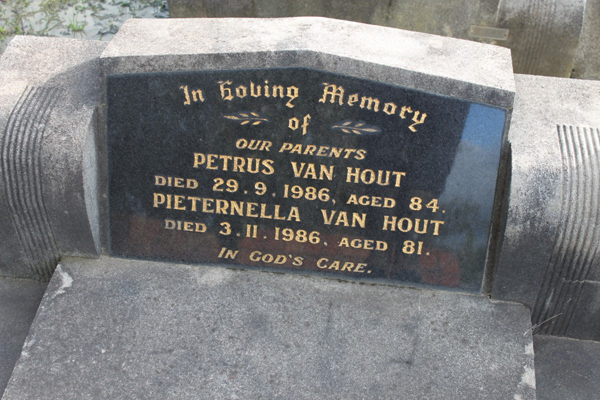 In Loving Memory
of
OUR PARENTS
PETRUS VAN HOUT
DIED 29.9.1986, AGED 84.
PIETERNELLA VAN HOUT
DIED 3.11.1986, AGED 81.
IN GOD'S CARE.